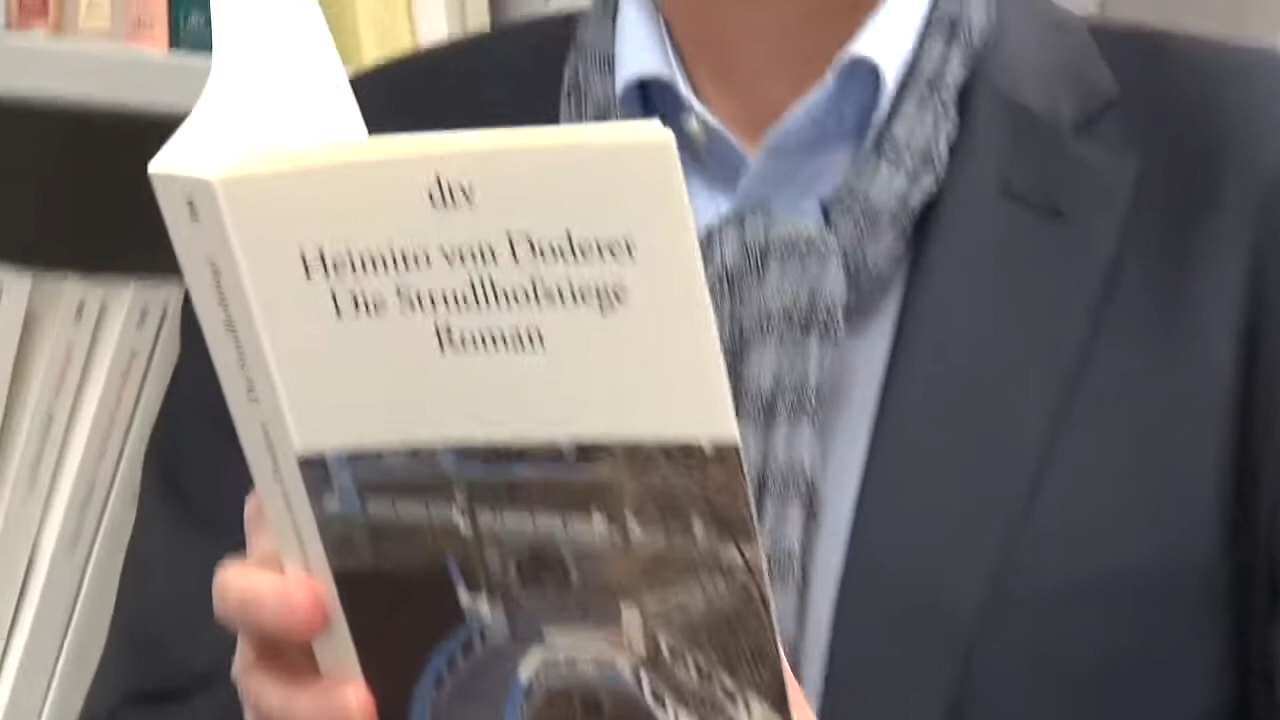 dtv
Heimito von Doderer
Die Strudlhofstiege
Roman